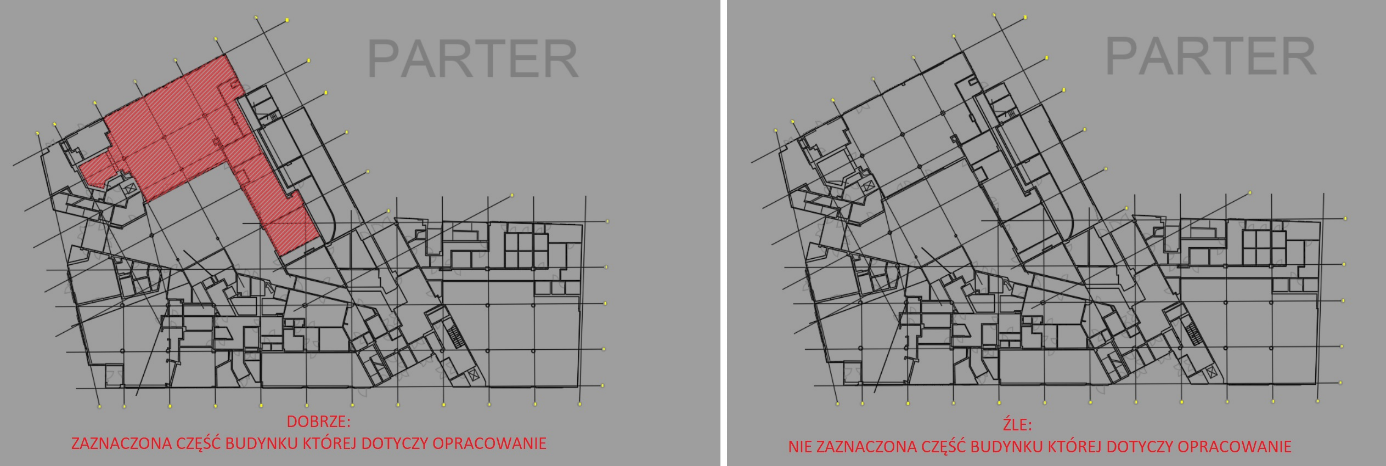 PARTER
DOBRZE:
ZAZNACZONA CZĘŚĆ BUDYNKU KTÓREJ DOTYCZY OPRACOWANIE
PARTER
ŹLE:
NIE ZAZNACZONA CZĘŚĆ BUDYNKU KTÓREJ DOTYCZY OPRACOWANIE